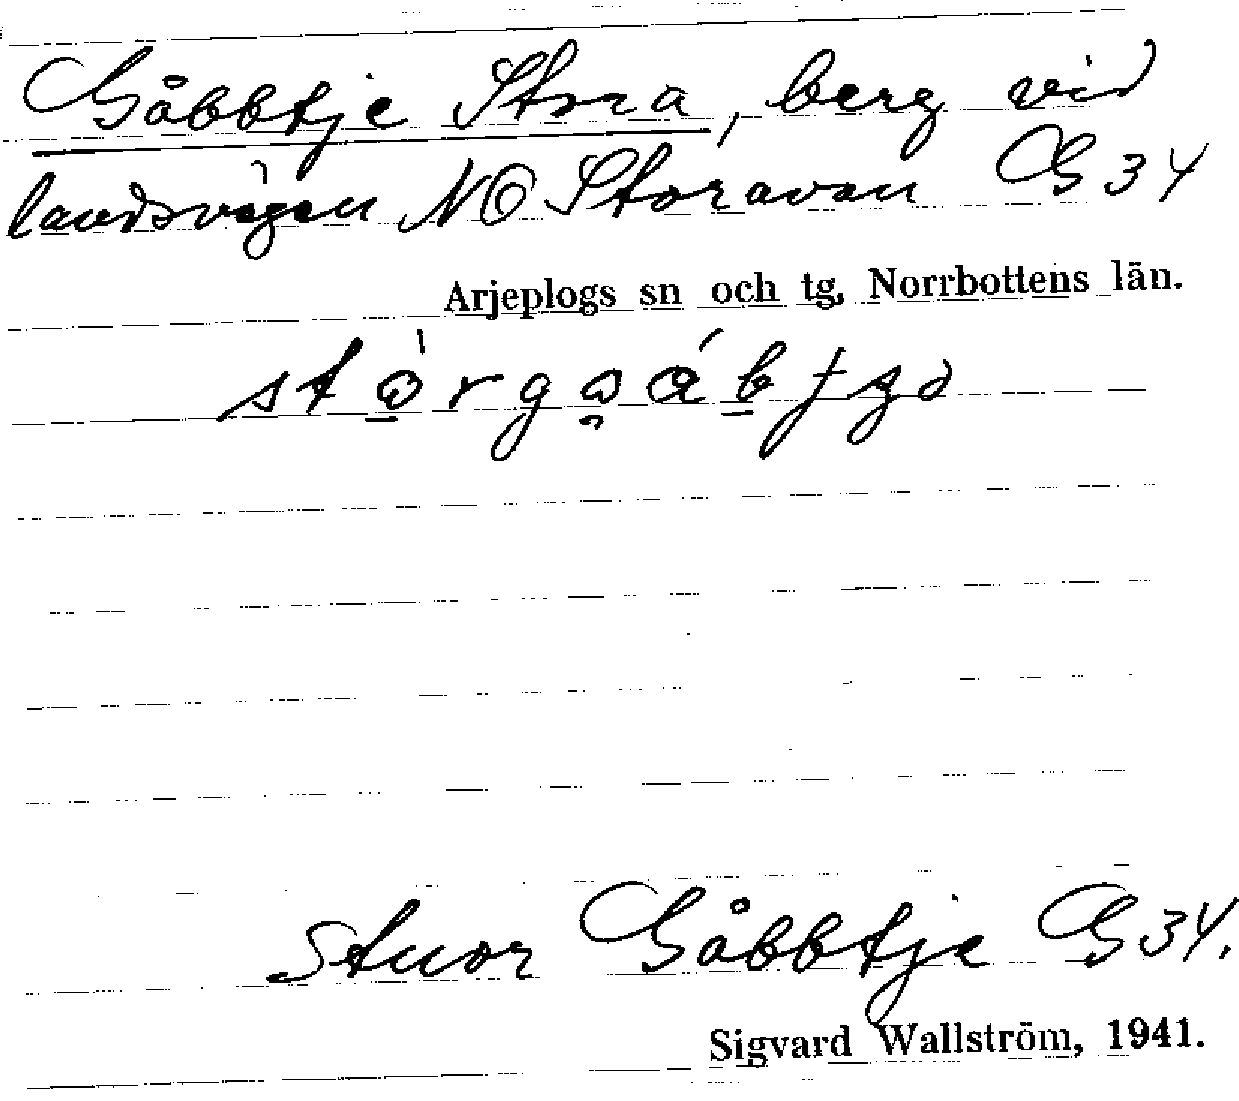 Gåbbtje Stora, berg vid
landsvägen NO Storavan G 34
Arjeplogs sn och tg, Norrbottens län.
Stuor Gåbbtje G 34.
Sigvard Wallström, 1941.